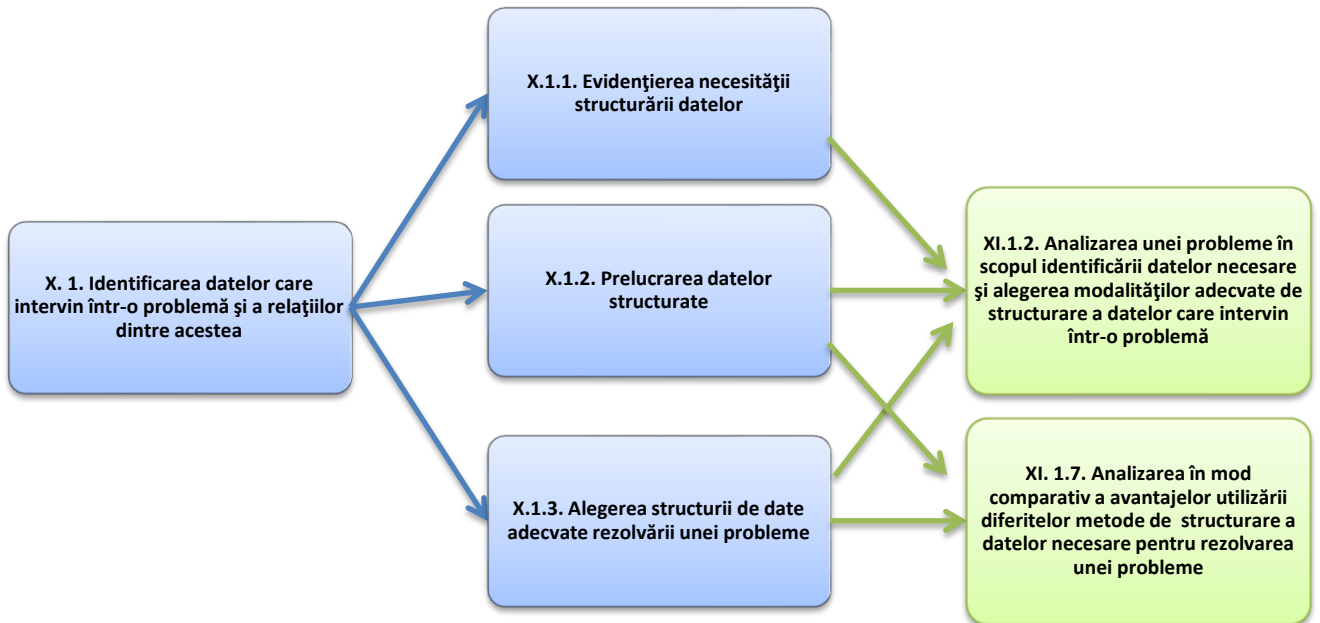 X.1.1. Evidenţierea necesităţii
structurării datelor
X. 1. Identificarea datelor care
intervin într-o problemă şi a relaţiilor
dintre acestea
X.1.2. Prelucrarea datelor
structurate
X.1.3. Alegerea structurii de date
adecvate rezolvării unei probleme
XI.1.2. Analizarea unei probleme în
scopul identificării datelor necesare
şi alegerea modalităţilor adecvate de
structurare a datelor care intervin
într-o problemă
XI. 1.7. Analizarea în mod
comparativ a avantajelor utilizării
diferitelor metode de structurare a
datelor necesare pentru rezolvarea
unei probleme